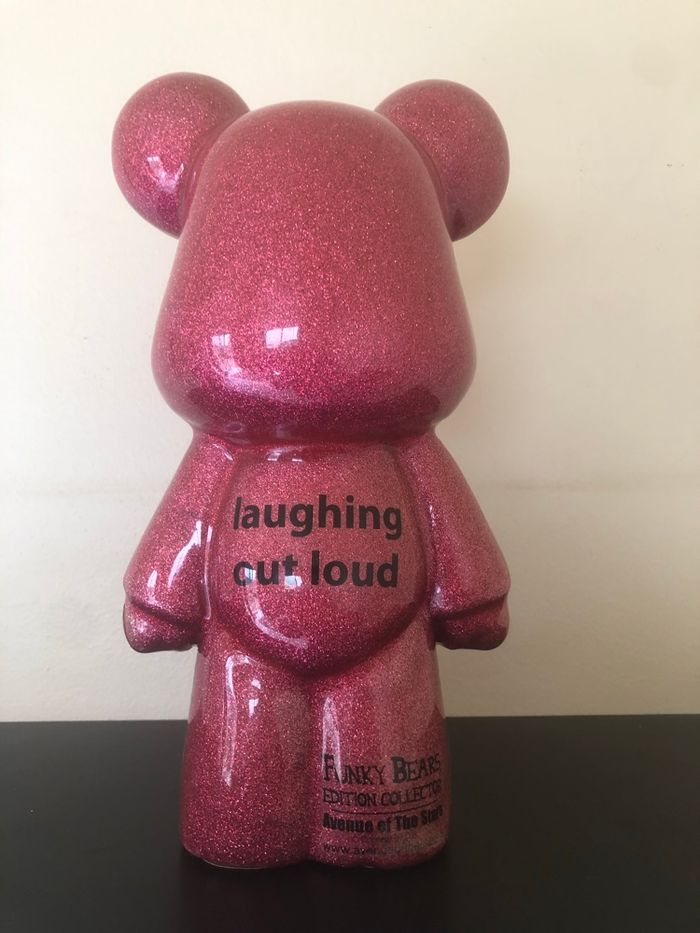 laughing
out loud
FUNKY BEARS
EDITION COLLECTOR
Avenue of The Stars